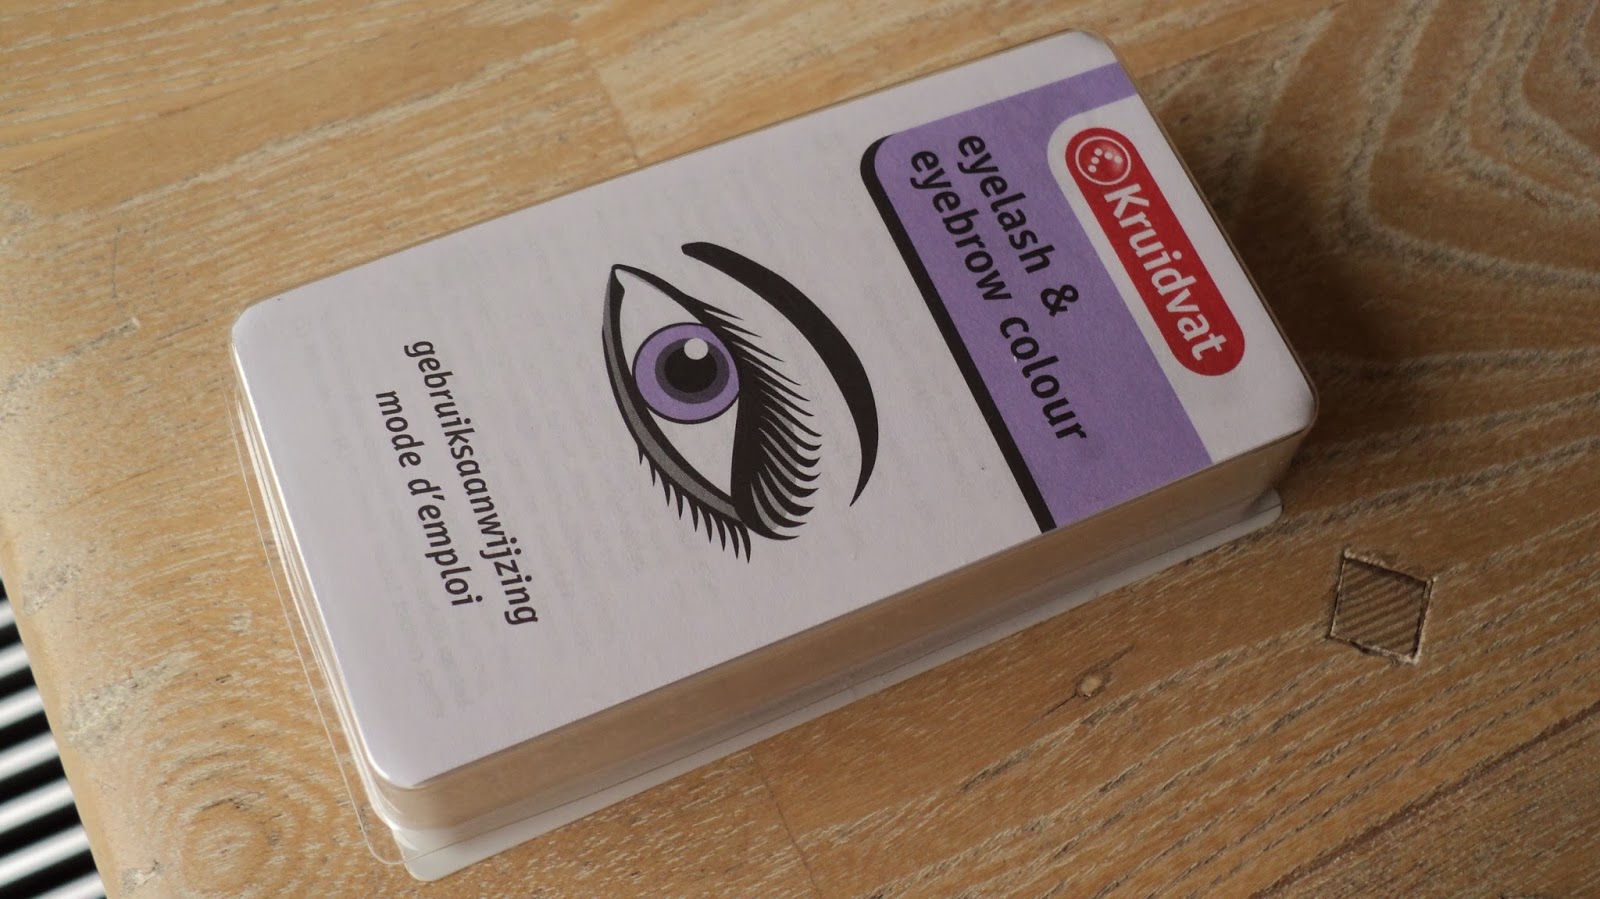 Kruidvat
eyelash &
eyebrow colour
gebruiksaanwijzing
mode d'emploi